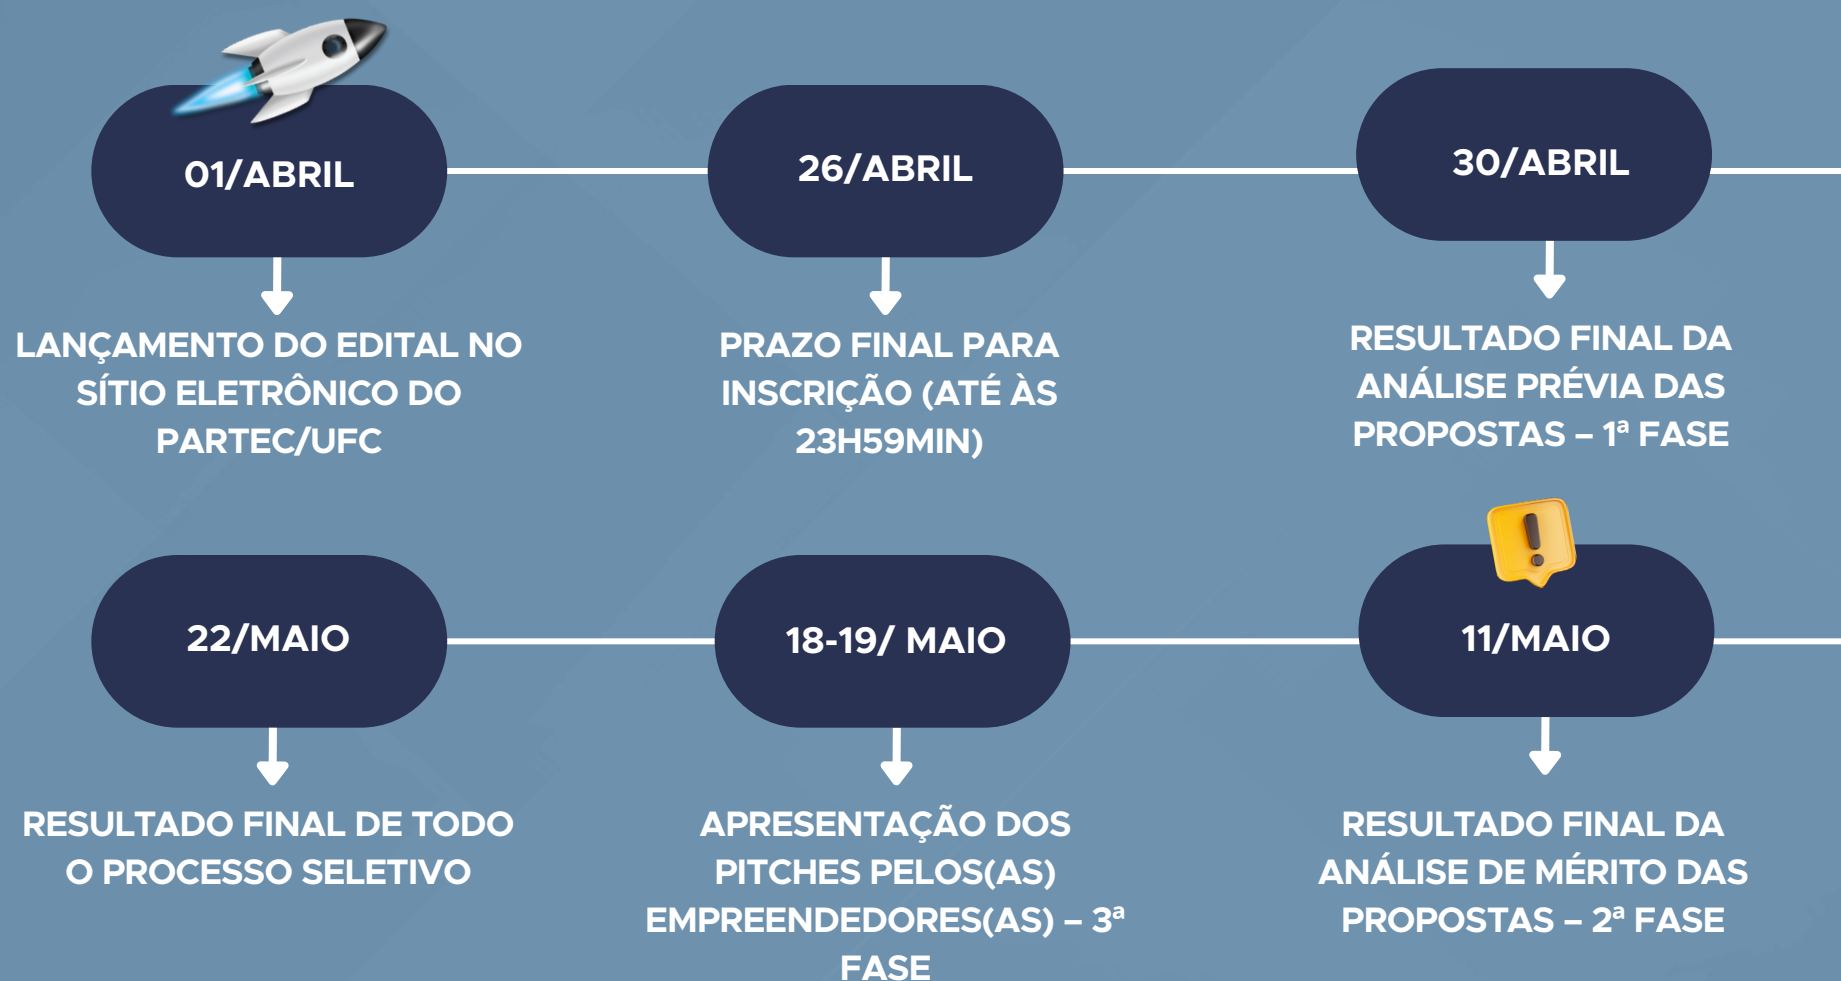 01/ABRIL
LANÇAMENTO DO EDITAL NO
SÍTIO ELETRÔNICO DO
PARTEC/UFC
26/ABRIL
PRAZO FINAL PARA
INSCRIÇÃO (ATÉ ÀS
23H59MIN)
30/ABRIL
RESULTADO FINAL DA
ANÁLISE PRÉVIA DAS
PROPOSTAS – 1ª FASE
22/MAIO
RESULTADO FINAL DE TODO
O PROCESSO SELETIVO
18-19/ MAIO
APRESENTAÇÃO DOS
PITCHES PELOS(AS)
EMPREENDEDORES(AS) – 3ª
FASE
11/MAIO
RESULTADO FINAL DA
ANÁLISE DE MÉRITO DAS
PROPOSTAS – 2ª FASE